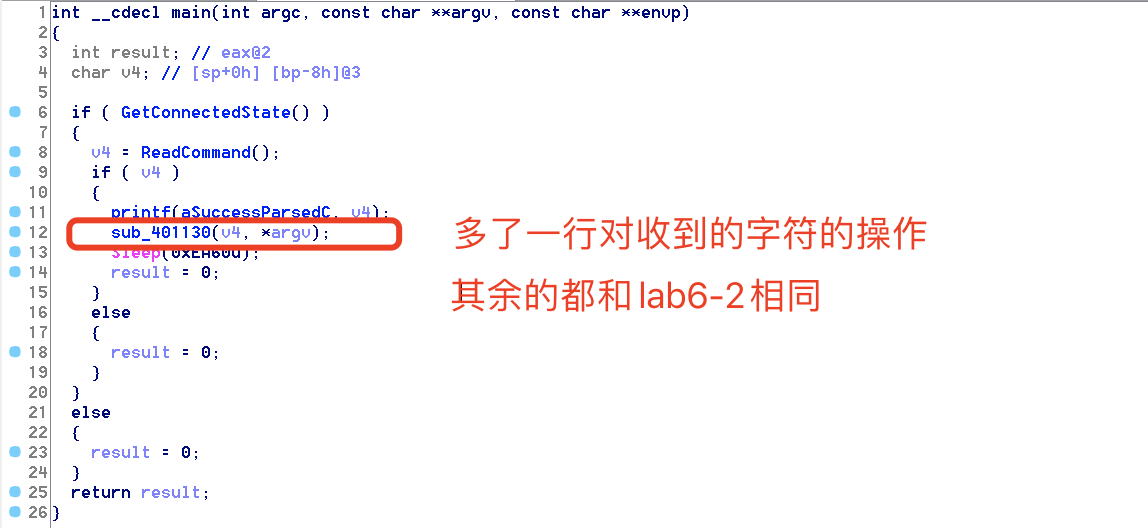 1 int __cdecl main(int argc, const char **argv, const char **envp)
2 {
3 int result; // eax@2
4 char v4; // [sp+0h] [bp-8h]@3
5
6 if ( GetConnectedState() )
7 {
8 v4 = ReadCommand();
9 if ( v4 )
10 {
11 printf(aSuccessParsedC, v4);
12 sub_401130(v4, *argv);
多了一行对收到的字符的操作
13 Sleep(0xEA60u);
14 result = 0;
其余的都和lab6-2相同
15 }
16 else
17 {
18 result = 0;
19 }
20 }
21 else
22 {
23 result = 0;
24 }
25 return result;
26 }